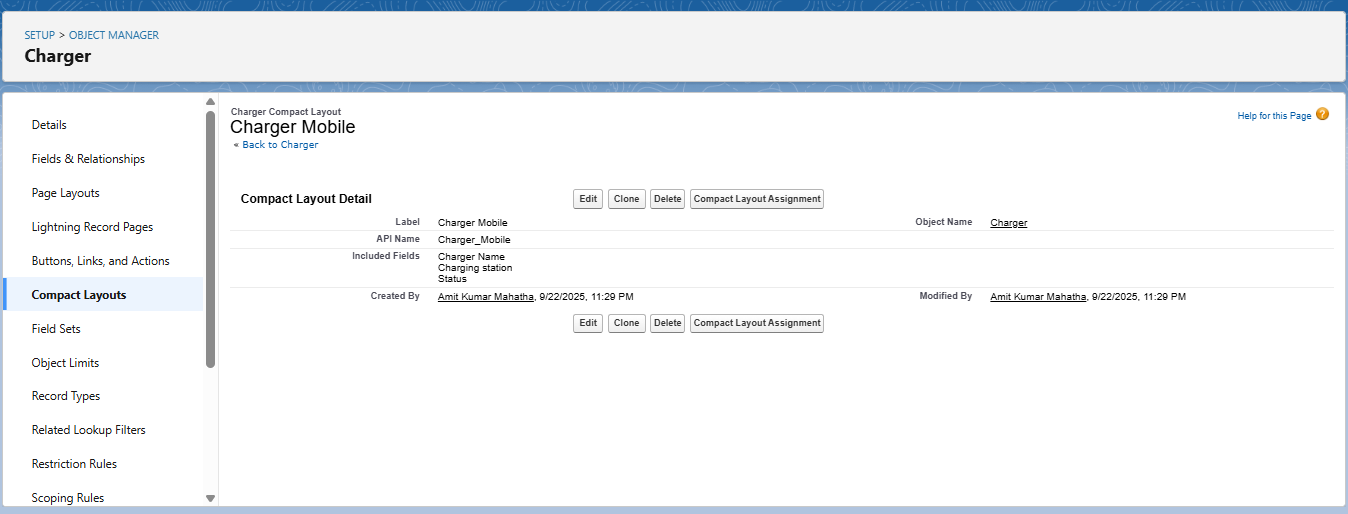 SETUP > OBJECT MANAGER
Charger
Details
Fields & Relationships
Page Layouts
Lightning Record Pages
Buttons, Links, and Actions
Compact Layouts
Field Sets
Object Limits
Record Types
Related Lookup Filters
Restriction Rules
Scoping Rules
Charger Compact Layout
Charger Mobile
« Back to Charger
Help for this Page ?
Compact Layout Detail Edit Clone Delete Compact Layout Assignment
Label Charger Mobile Object Name Charger
API Name Charger_Mobile
Included Fields Charger Name
Charging station
Status
Created By Amit Kumar Mahatha, 9/22/2025, 11:29 PM Modified By Amit Kumar Mahatha, 9/22/2025, 11:29 PM
Edit Clone Delete Compact Layout Assignment